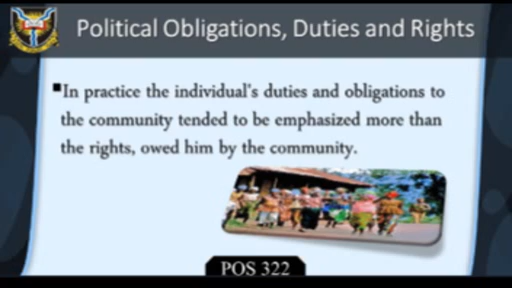 Political Obligations, Duties and Rights
▪In practice the individual's duties and obligations to
the community tended to be emphasized more than
the rights, owed him by the community.
POS 322